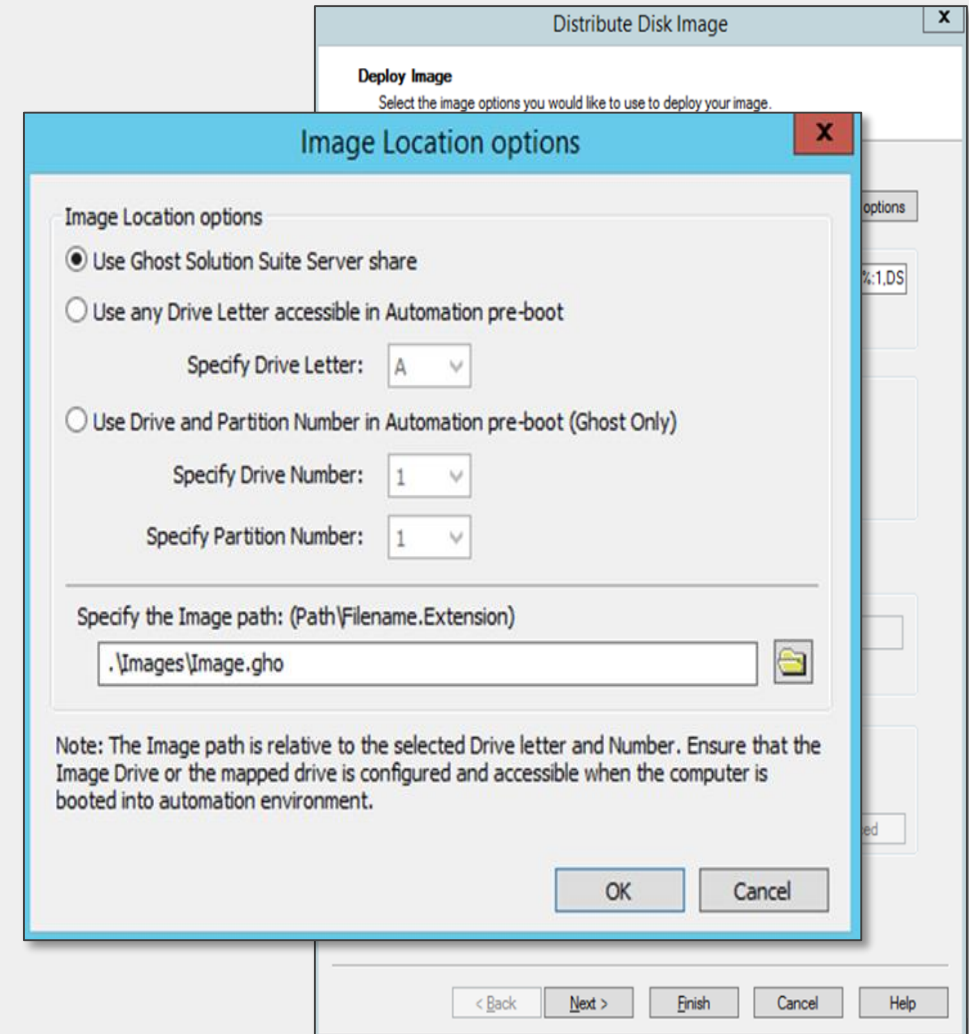 Distribute Disk Image
x
Deploy Image
Select the image options you would like to use to deploy your image.
Image Location options
x
options
Image Location options
Use Ghost Solution Suite Server share
%:1,DS
Use any Drive Letter accessible in Automation pre-boot
Specify Drive Letter: A
Use Drive and Partition Number in Automation pre-boot (Ghost Only)
Specify Drive Number: 1
Specify Partition Number: 1
Specify the Image path: (Path\Filename.Extension)
.\Images\Image.gho
Note: The Image path is relative to the selected Drive letter and Number. Ensure that the
Image Drive or the mapped drive is configured and accessible when the computer is
booted into automation environment.
ed
OK Cancel
< Back Next > Finish Cancel Help